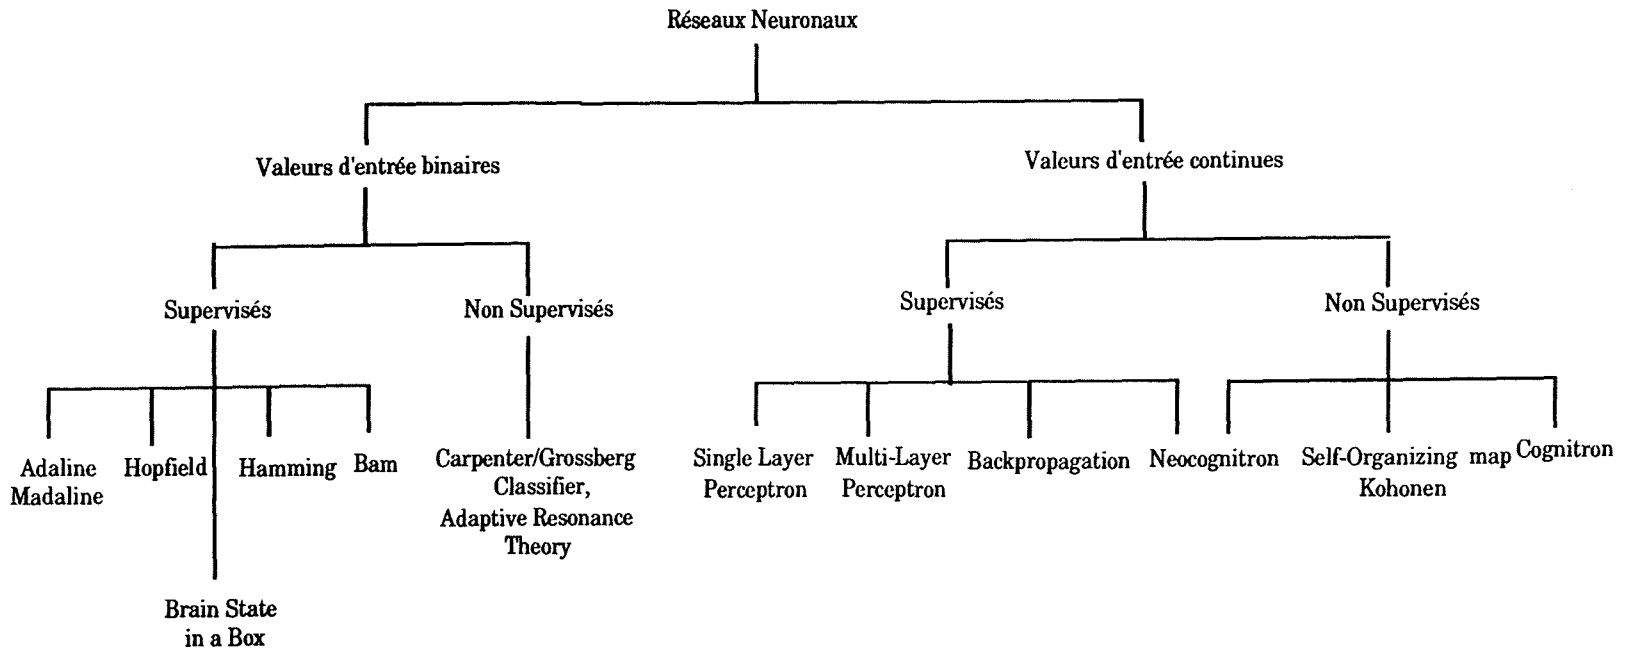 Réseaux Neuronaux
Valeurs d'entrée binaires
Valeurs d'entrée continues
Supervisés
Non Supervisés
Supervisés
Non Supervisés
Adaline
Madaline
Hopfield
Hamming
Bam
Carpenter/Grossberg
Classifier,
Adaptive Resonance
Theory
Single Layer
Perceptron
Multi-Layer
Perceptron
Backpropagation
Neocognitron
Self-Organizing map
Kohonen
Cognitron
Brain State
in a Box